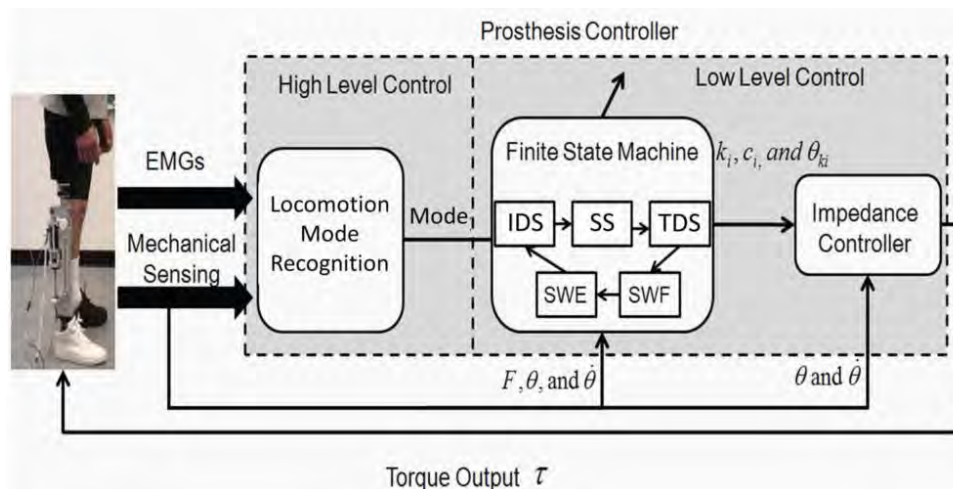 Prosthesis Controller
High Level Control
Low Level Control
EMGs
Mechanical
Sensing
Locomotion
Mode
Recognition
Mode
Finite State Machine
IDS
SS
TDS
SWE
SWF
k_i, c_i, and θ_ki
Impedance
Controller
F, θ, and θ̇
θ and θ̇
Torque Output τ